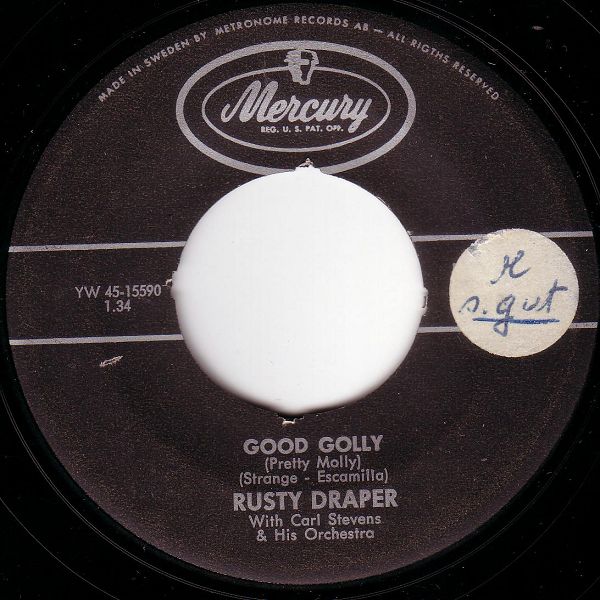 MADE IN SWEDEN BY METRONOME RECORDS AB — ALL RIGTHS RESERVED
Mercury
REG. U. S. PAT. OFF.
YW 45-15590
1.34
s. gut
GOOD GOLLY
(Pretty Molly)
(Strange - Escamilla)
RUSTY DRAPER
With Carl Stevens
& His Orchestra